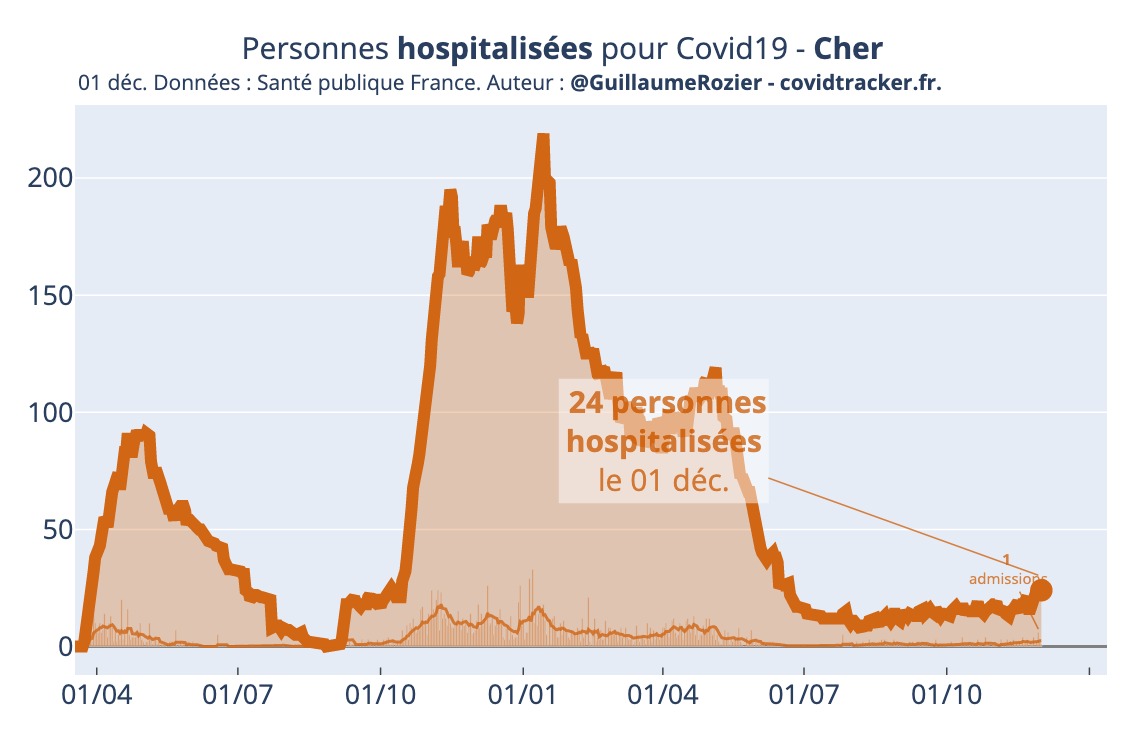 Personnes hospitalisées pour Covid19 - Cher
01 déc. Données : Santé publique France. Auteur : @GuillaumeRozier - covidtracker.fr.
200
150
100
50
0
24 personnes
hospitalisées
le 01 déc.
1
admissions
01/04 01/07 01/10 01/01 01/04 01/07 01/10